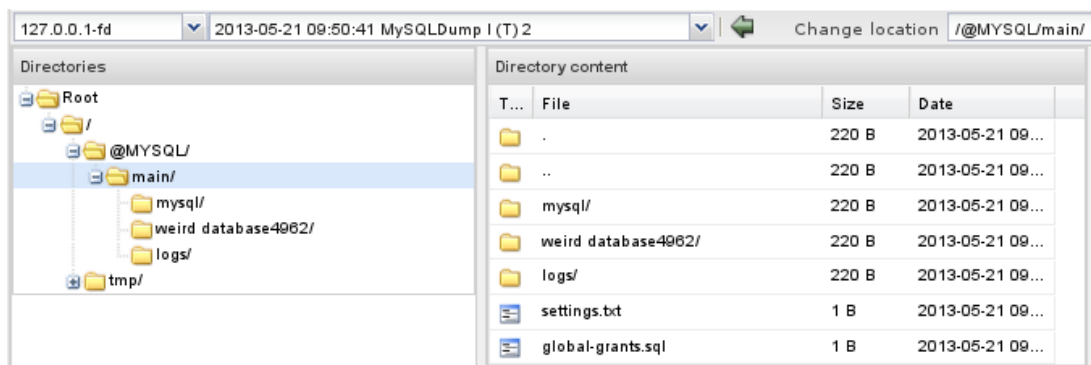 127.0.0.1-fd 2013-05-21 09:50:41 MySQLDump I (T) 2 Change location /@MYSQL/main/
Directories
Root
/
@MYSQL/
main/
mysql/
weird database4962/
logs/
tmp/
Directory content
T... File Size Date
. 220 B 2013-05-21 09...
.. 220 B 2013-05-21 09...
mysql/ 220 B 2013-05-21 09...
weird database4962/ 220 B 2013-05-21 09...
logs/ 220 B 2013-05-21 09...
settings.txt 1 B 2013-05-21 09...
global-grants.sql 1 B 2013-05-21 09...